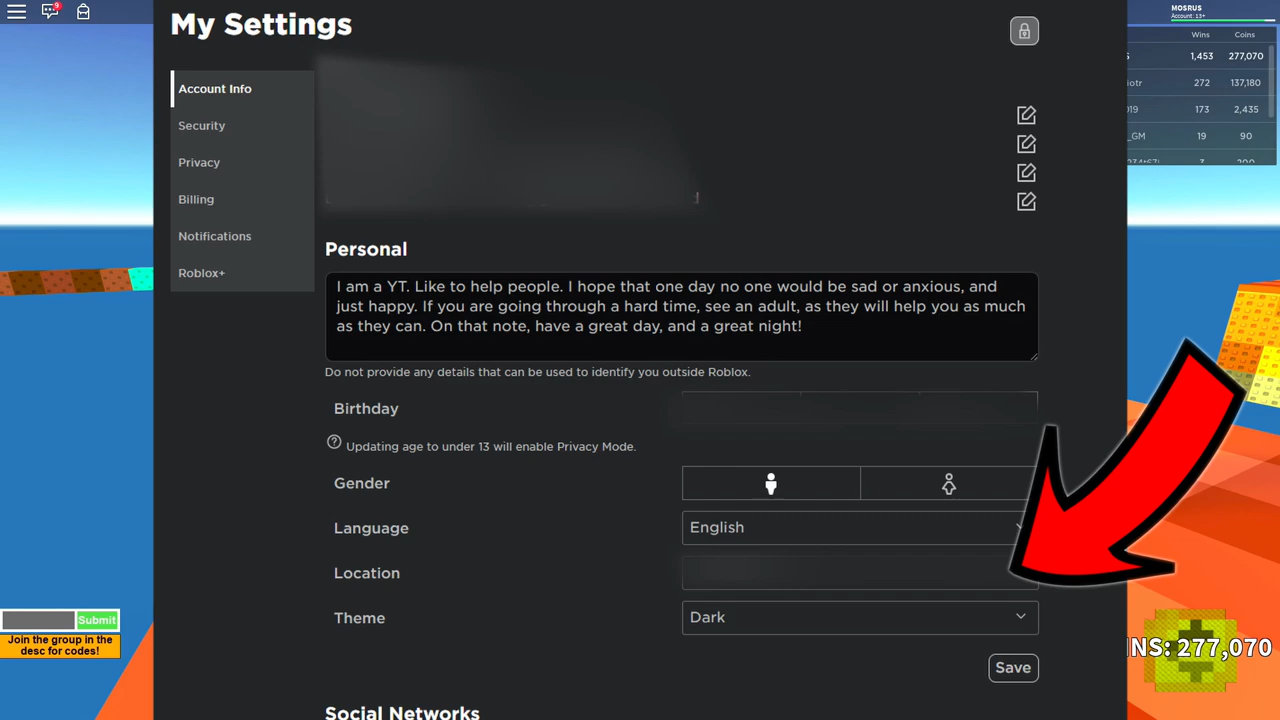 My Settings
9
MOSRUS
Account: 13+
Wins Coins
1,453 277,070
272 137,180
019 173 2,435
_GM 19 90
Account Info
Security
Privacy
Billing
Notifications
Roblox+
Personal
I am a YT. Like to help people. I hope that one day no one would be sad or anxious, and
just happy. If you are going through a hard time, see an adult, as they will help you as much
as they can. On that note, have a great day, and a great night!
Do not provide any details that can be used to identify you outside Roblox.
Birthday
Updating age to under 13 will enable Privacy Mode.
Gender
Language English
Location
Theme Dark
Save
Social Networks
Submit
Join the group in the
desc for codes!
INS: 277,070